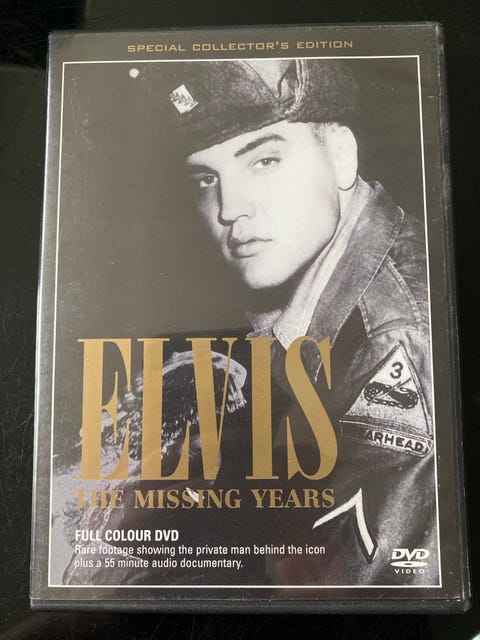 SPECIAL COLLECTOR'S EDITION
3
ARHEAD
ELVIS
THE MISSING YEARS
FULL COLOUR DVD
Rare footage showing the private man behind the icon
plus a 55 minute audio documentary.
DVD
VIDEO